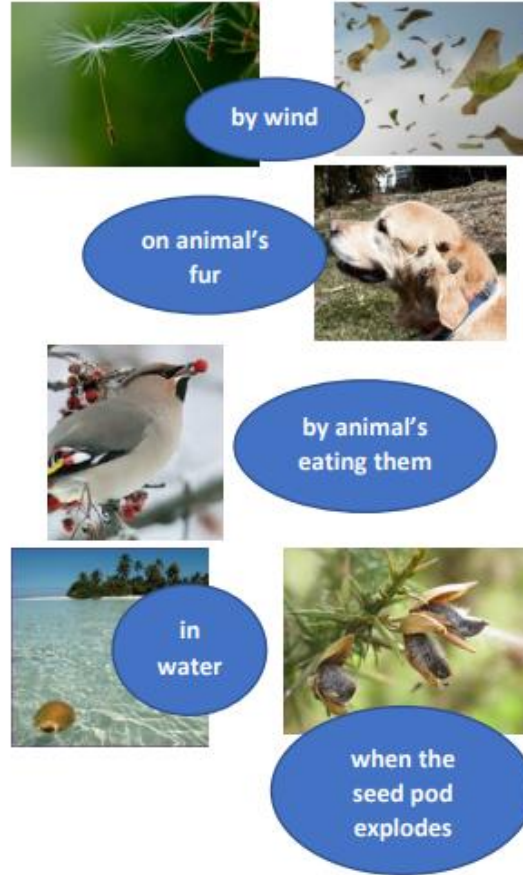 by wind
on animal's
fur
by animal's
eating them
in
water
when the
seed pod
explodes